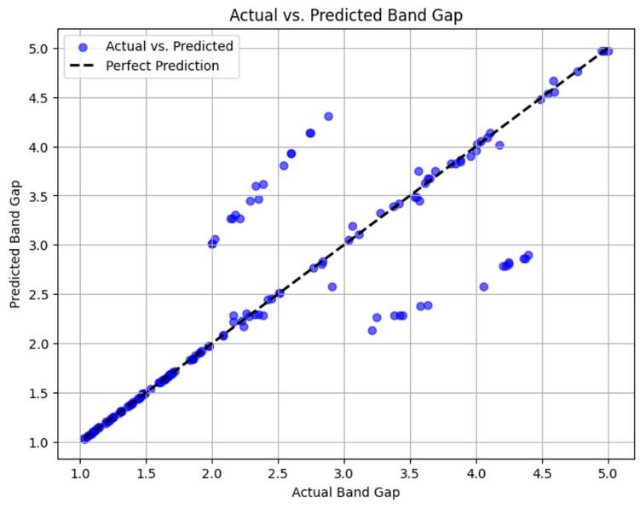 Actual vs. Predicted Band Gap
Actual vs. Predicted
Perfect Prediction
Predicted Band Gap
5.0
4.5
4.0
3.5
3.0
2.5
2.0
1.5
1.0
1.0 1.5 2.0 2.5 3.0 3.5 4.0 4.5 5.0
Actual Band Gap